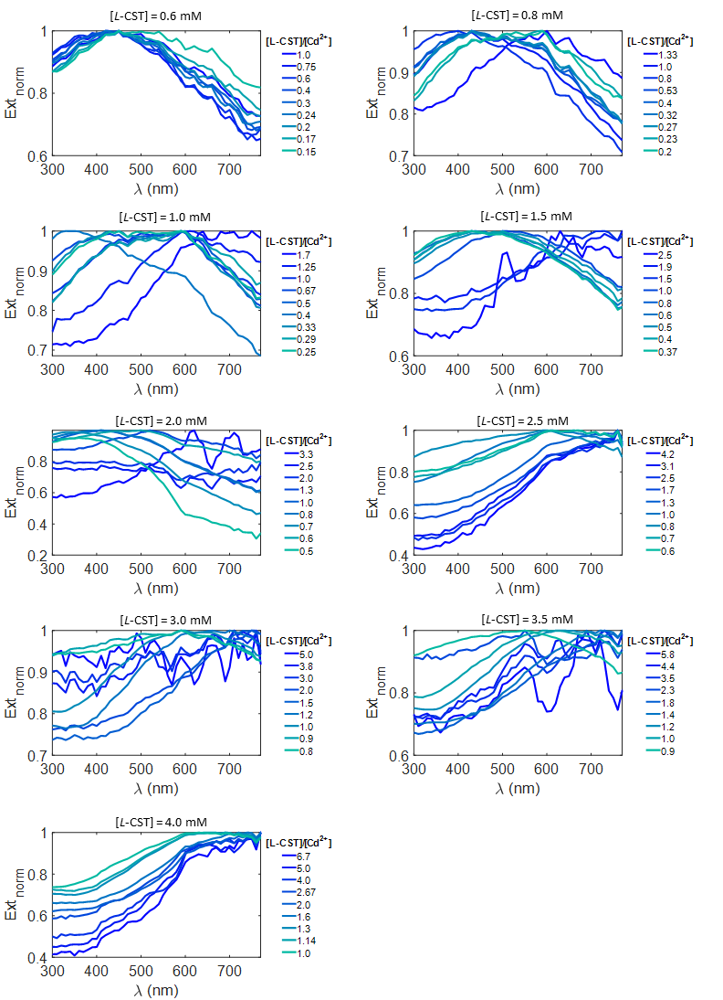 [L-CST] = 0.6 mM
[L-CST]/[Cd2+]
1.0
0.75
0.6
0.4
0.3
0.24
0.2
0.17
0.15
1
0.8
0.6
Ext norm
300 400 500 600 700
λ (nm)
[L-CST] = 0.8 mM
[L-CST]/[Cd2+]
1.33
1.0
0.8
0.53
0.4
0.32
0.27
0.23
0.2
1
0.9
0.8
0.7
Ext norm
300 400 500 600 700
λ (nm)
[L-CST] = 1.0 mM
[L-CST]/[Cd2+]
1.7
1.25
1.0
0.67
0.5
0.4
0.33
0.29
0.25
1
0.9
0.8
0.7
Ext norm
300 400 500 600 700
λ (nm)
[L-CST] = 1.5 mM
[L-CST]/[Cd2+]
2.5
1.9
1.5
1.0
0.8
0.6
0.5
0.4
0.37
1
0.8
0.6
Ext norm
300 400 500 600 700
λ (nm)
[L-CST] = 2.0 mM
[L-CST]/[Cd2+]
3.3
2.5
2.0
1.3
1.0
0.8
0.7
0.6
0.5
0.8
0.6
0.4
0.2
Ext norm
300 400 500 600 700
λ (nm)
[L-CST] = 2.5 mM
[L-CST]/[Cd2+]
4.2
3.1
2.5
1.7
1.3
1.0
0.8
0.7
0.6
1
0.8
0.6
0.4
Ext norm
300 400 500 600 700
λ (nm)
[L-CST] = 3.0 mM
[L-CST]/[Cd2+]
5.0
3.8
3.0
2.0
1.5
1.2
1.0
0.9
0.8
1
0.9
0.8
0.7
Ext norm
300 400 500 600 700
λ (nm)
[L-CST] = 3.5 mM
[L-CST]/[Cd2+]
5.8
4.4
3.5
2.3
1.8
1.4
1.2
1.0
0.9
1
0.8
0.6
Ext norm
300 400 500 600 700
λ (nm)
[L-CST] = 4.0 mM
[L-CST]/[Cd2+]
6.7
5.0
4.0
2.67
2.0
1.6
1.3
1.14
1.0
1
0.8
0.6
0.4
Ext norm
300 400 500 600 700
λ (nm)